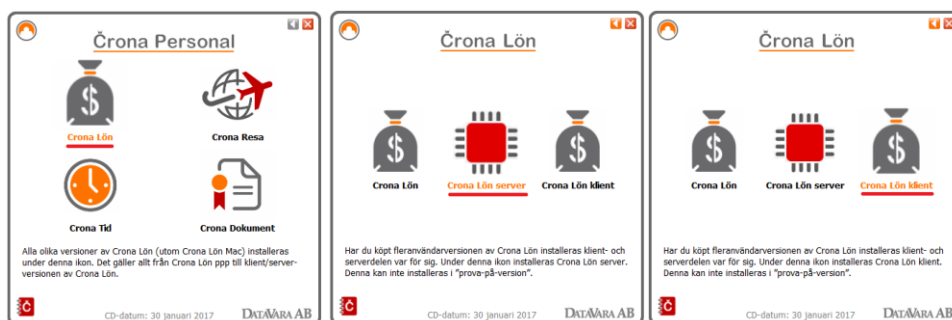 Črona Personal
Crona Lön
Crona Resa
Crona Tid
Crona Dokument
Alla olika versioner av Crona Lön (utom Crona Lön Mac) installeras
under denna ikon. Det gäller allt från Crona Lön ppp till klient/server-
versionen av Crona Lön.
CD-datum: 30 januari 2017
DATAVARA AB
Črona Lön
Crona Lön
Crona Lön server
Crona Lön klient
Har du köpt fleranvändarversionen av Crona Lön installeras klient- och
serverdelen var för sig. Under denna ikon installeras Crona Lön server.
Denna kan inte installeras i "prova-på-version".
CD-datum: 30 januari 2017
DATAVARA AB
Črona Lön
Crona Lön
Crona Lön server
Crona Lön klient
Har du köpt fleranvändarversionen av Crona Lön installeras klient- och
serverdelen var för sig. Under denna ikon installeras Crona Lön klient.
Denna kan inte installeras i "prova-på-version".
CD-datum: 30 januari 2017
DATAVARA AB